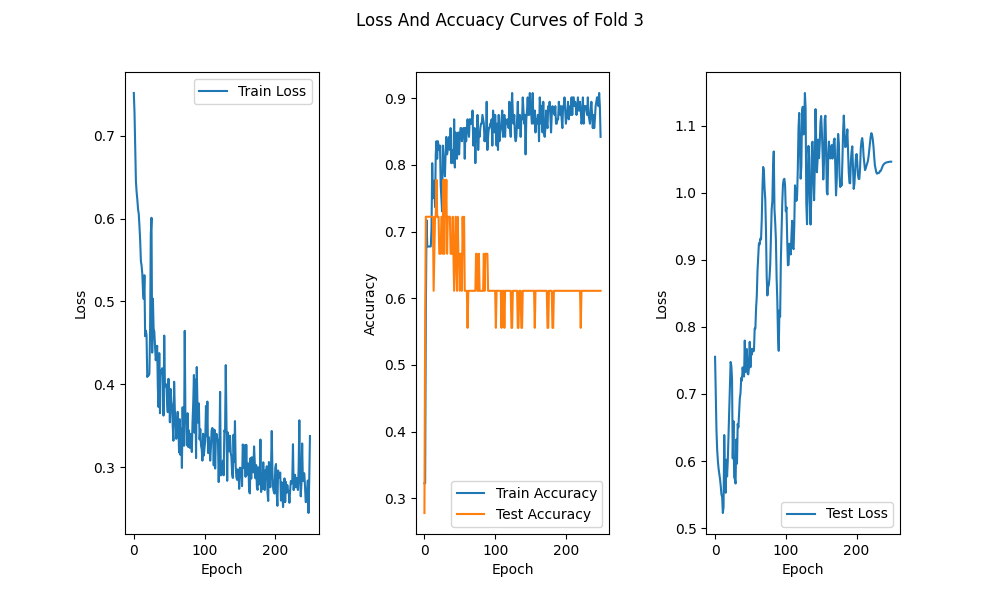 Loss And Accuacy Curves of Fold 3
Loss
0.7
0.6
0.5
0.4
0.3
Train Loss
0
100
200
Epoch
Accuracy
0.9
0.8
0.7
0.6
0.5
0.4
0.3
Train Accuracy
Test Accuracy
0
100
200
Epoch
Loss
1.1
1.0
0.9
0.8
0.7
0.6
0.5
Test Loss
0
100
200
Epoch